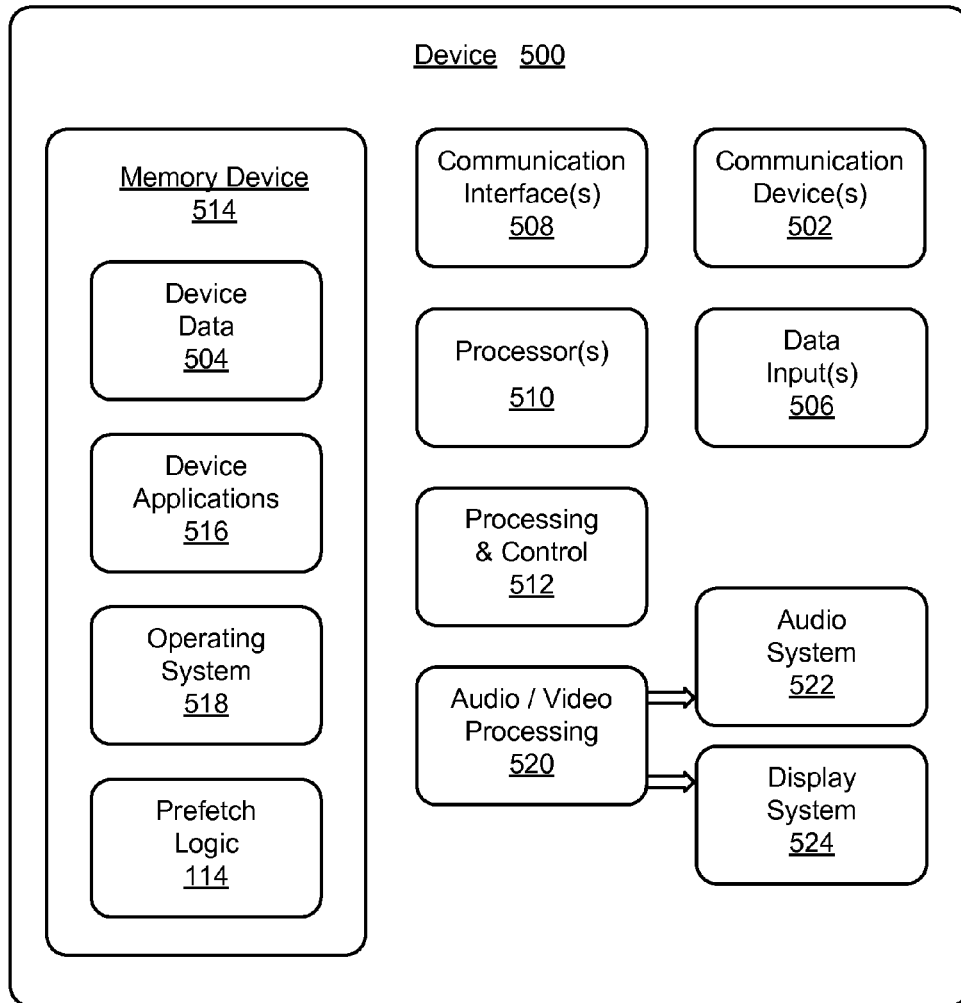 Device 500
Memory Device
514
Device
Data
504
Device
Applications
516
Operating
System
518
Prefetch
Logic
114
Communication
Interface(s)
508
Communication
Device(s)
502
Processor(s)
510
Data
Input(s)
506
Processing
& Control
512
Audio / Video
Processing
520
Audio
System
522
Display
System
524